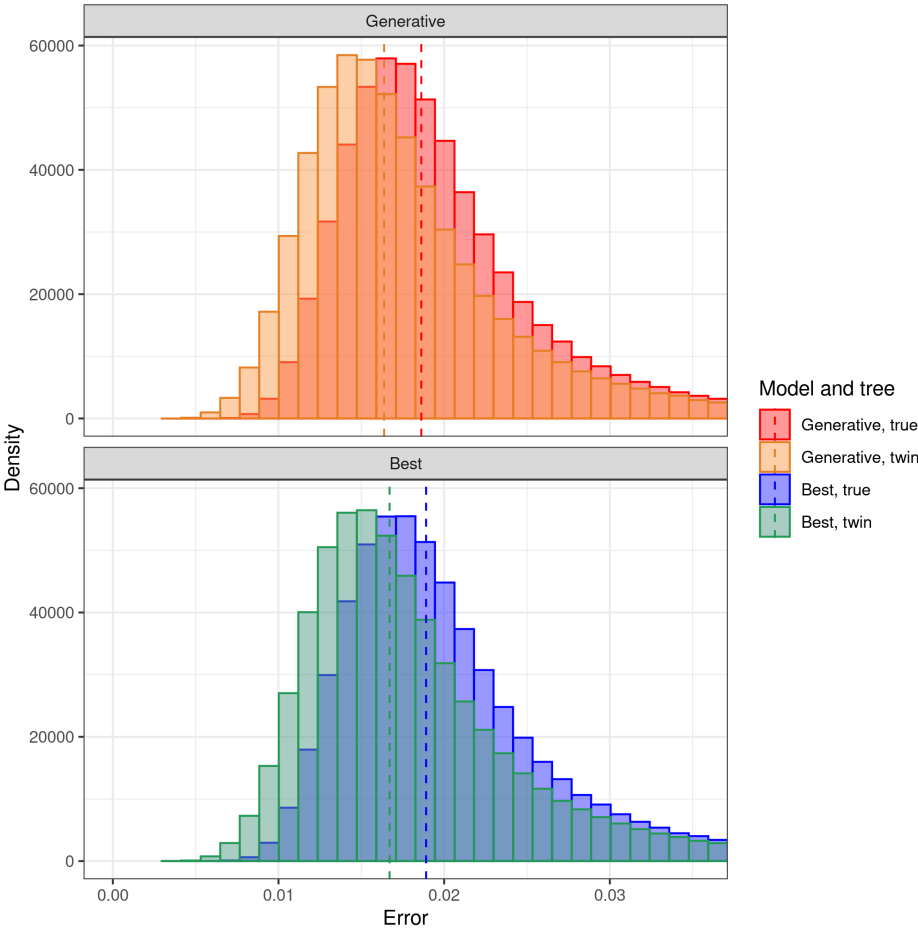 Generative
60000
40000
20000
0
Density
Best
60000
40000
20000
0
0.00
0.01
0.02
0.03
Error
Model and tree
Generative, true
Generative, twin
Best, true
Best, twin